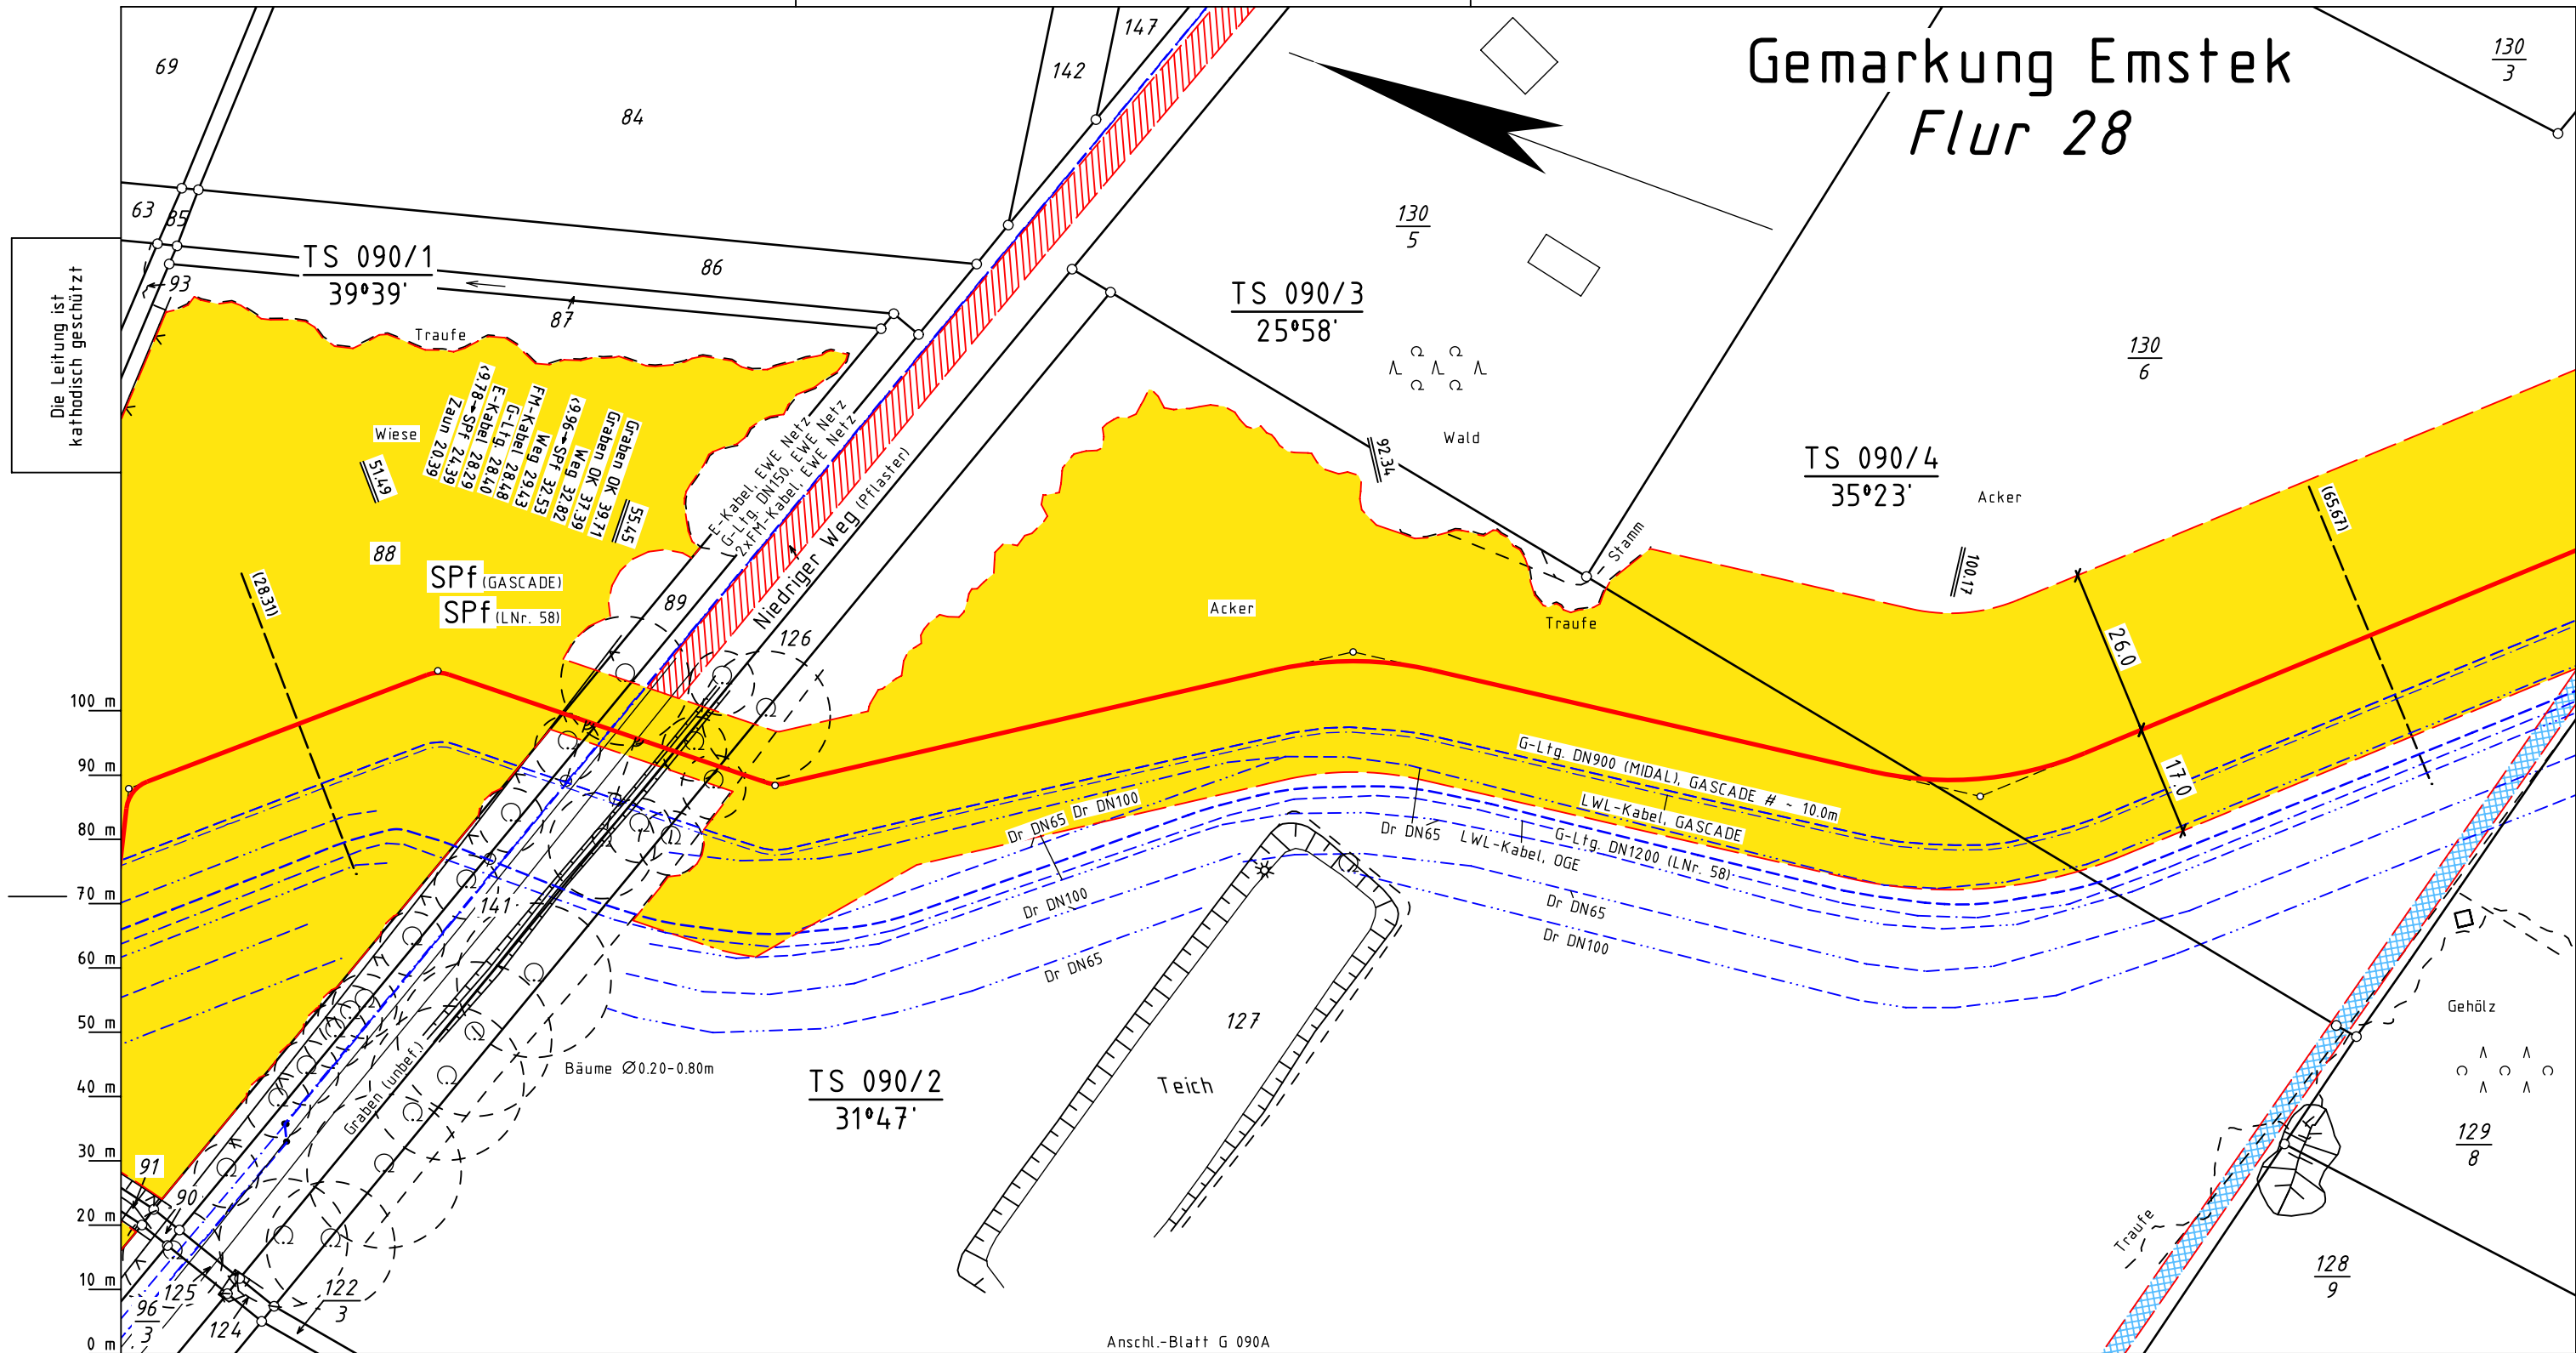 Gemarkung Emstek
Flur 28
69
84
142
147
130
3
63
85
93
TS 090/1
39°39'
86
87
130
5
TS 090/3
25°58'
130
6
Die Leitung ist
kathodisch geschützt
Traufe
Wiese
Zaun 20.39
(9.78→SPf 24.39
E-Kabel 28.29
G-Ltg. 28.40
FM-Kabel 28.48
Weg 29.43
(9.96→SPf 32.53
Weg 32.82
Graben OK 37.39
Graben OK 39.71
51.49
55.45
E-Kabel, EWE Netz
G-Ltg. DN150, EWE Netz
2xFM-Kabel, EWE Netz
Niedriger Weg (Pflaster)
92.34
Wald
TS 090/4
35°23'
Acker
(65.67)
88
SPf (GASCADE)
SPf (LNr. 58)
(28.31)
89
126
Acker
Stamm
Traufe
100.17
26.0
17.0
100 m
90 m
80 m
70 m
60 m
50 m
40 m
30 m
20 m
10 m
0 m
G-Ltg. DN900 (MIDAL), GASCADE # - 10.0m
LWL-Kabel, GASCADE
G-Ltg. DN1200 (LNr. 58)
LWL-Kabel, OGE
Dr DN65
Dr DN65
Dr DN100
Dr DN100
Dr DN65
Dr DN65
Dr DN100
141
Graben (unbef.)
Bäume Ø0.20-0.80m
TS 090/2
31°47'
127
Teich
Gehölz
129
8
Traufe
128
9
91
90
125
96
3
124
122
3
Anschl.-Blatt G 090A